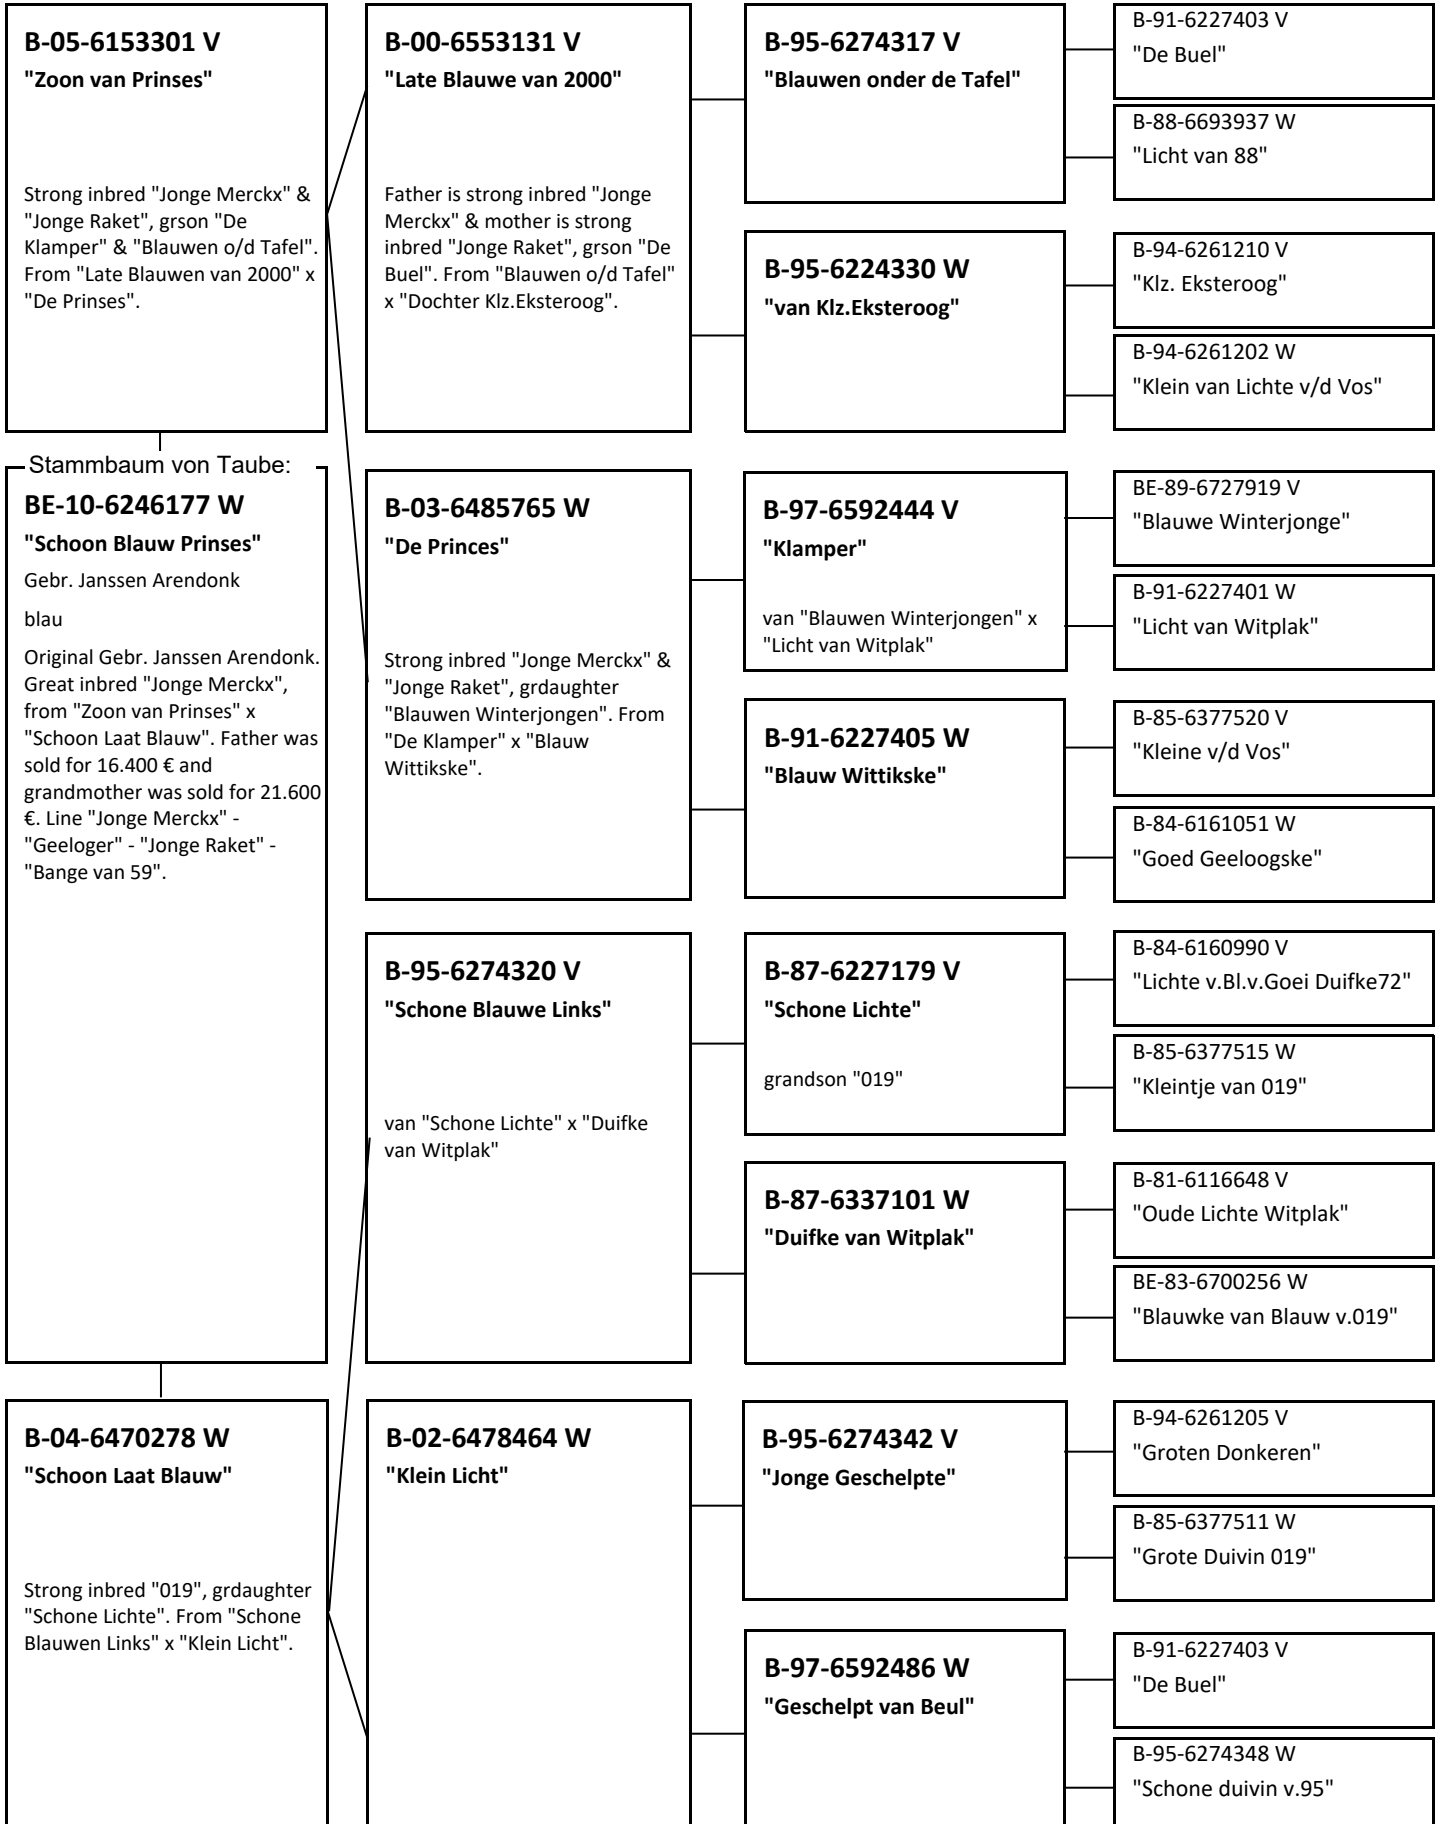 B-05-6153301 V
"Zoon van Prinses"
Strong inbred "Jonge Merckx" &
"Jonge Raket", grson "De
Klamper" & "Blauwen o/d Tafel".
From "Late Blauwen van 2000" x
"De Prinses".
Stammbaum von Taube:
BE-10-6246177 W
"Schoon Blauw Prinses"
Gebr. Janssen Arendonk
blau
Original Gebr. Janssen Arendonk.
Great inbred "Jonge Merckx",
from "Zoon van Prinses" x
"Schoon Laat Blauw". Father was
sold for 16.400 € and
grandmother was sold for 21.600
€. Line "Jonge Merckx" -
"Geeloger" - "Jonge Raket" -
"Bange van 59".
B-04-6470278 W
"Schoon Laat Blauw"
Strong inbred "019", grdaughter
"Schone Lichte". From "Schone
Blauwen Links" x "Klein Licht".
B-00-6553131 V
"Late Blauwe van 2000"
Father is strong inbred "Jonge
Merckx" & mother is strong
inbred "Jonge Raket", grson "De
Buel". From "Blauwen o/d Tafel"
x "Dochter Klz.Eksteroog".
B-03-6485765 W
"De Princes"
Strong inbred "Jonge Merckx" &
"Jonge Raket", grdaughter
"Blauwen Winterjongen". From
"De Klamper" x "Blauw
Wittikske".
B-95-6274320 V
"Schone Blauwe Links"
van "Schone Lichte" x "Duifke
van Witplak"
B-02-6478464 W
"Klein Licht"
B-95-6274317 V
"Blauwen onder de Tafel"
B-95-6224330 W
"van Klz.Eksteroog"
B-97-6592444 V
"Klamper"
van "Blauwen Winterjongen" x
"Licht van Witplak"
B-91-6227405 W
"Blauw Wittikske"
B-87-6227179 V
"Schone Lichte"
grandson "019"
B-87-6337101 W
"Duifke van Witplak"
B-95-6274342 V
"Jonge Geschelpte"
B-97-6592486 W
"Geschelpt van Beul"
B-91-6227403 V
"De Buel"
B-88-6693937 W
"Licht van 88"
B-94-6261210 V
"Klz. Eksteroog"
B-94-6261202 W
"Klein van Lichte v/d Vos"
BE-89-6727919 V
"Blauwe Winterjonge"
B-91-6227401 W
"Licht van Witplak"
B-85-6377520 V
"Kleine v/d Vos"
B-84-6161051 W
"Goed Geeloogske"
B-84-6160990 V
"Lichte v.Bl.v.Goei Duifke72"
B-85-6377515 W
"Kleintje van 019"
B-81-6116648 V
"Oude Lichte Witplak"
BE-83-6700256 W
"Blauwke van Blauw v.019"
B-94-6261205 V
"Groten Donkeren"
B-85-6377511 W
"Grote Duivin 019"
B-91-6227403 V
"De Buel"
B-95-6274348 W
"Schone duivin v.95"